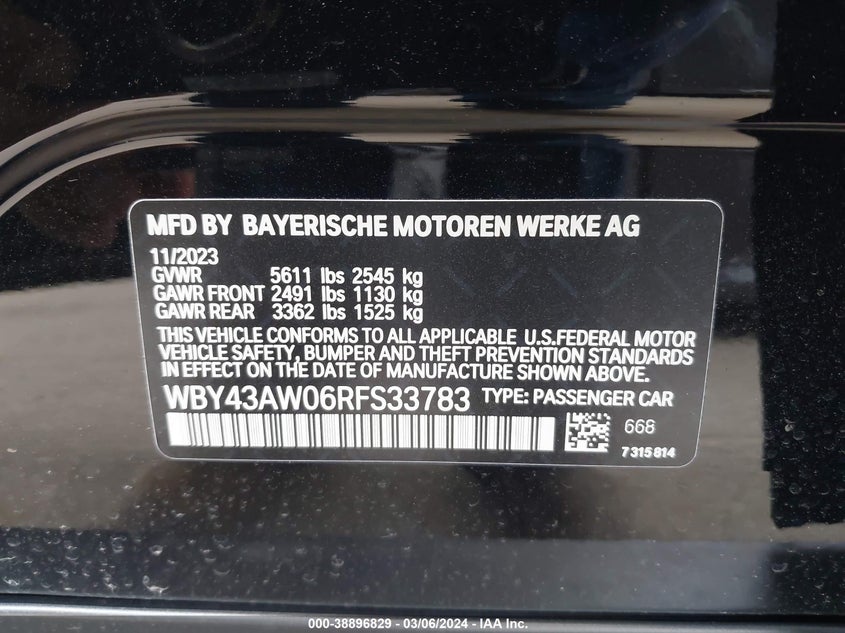 MFD BY BAYERISCHE MOTOREN WERKE AG
11/2023
GVWR 5611 lbs 2545 kg
GAWR FRONT 2491 lbs 1130 kg
GAWR REAR 3362 lbs 1525 kg
THIS VEHICLE CONFORMS TO ALL APPLICABLE U.S.FEDERAL MOTOR
VEHICLE SAFETY, BUMPER AND THEFT PREVENTION STANDARDS
IN EFFECT ON THE DATE OF MANUFACTURE SHOWN ABOVE.
WBY43AW06RFS33783 TYPE: PASSENGER CAR
668
7315814
000-38896829 - 03/06/2024 - IAA Inc.